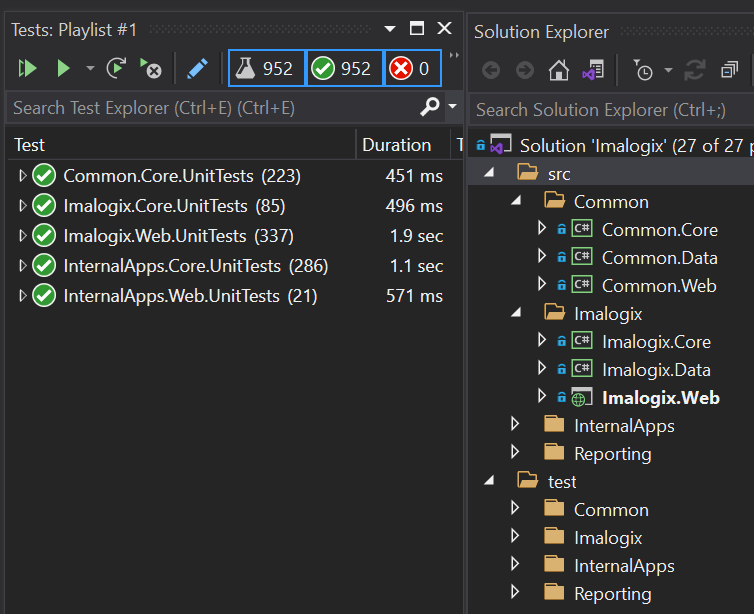 Tests: Playlist #1
952 952 0
Search Test Explorer (Ctrl+E) (Ctrl+E)
Test Duration
Common.Core.UnitTests (223) 451 ms
Imalogix.Core.UnitTests (85) 496 ms
Imalogix.Web.UnitTests (337) 1.9 sec
InternalApps.Core.UnitTests (286) 1.1 sec
InternalApps.Web.UnitTests (21) 571 ms
Solution Explorer
Search Solution Explorer (Ctrl+;)
Solution 'Imalogix' (27 of 27
src
Common
C# Common.Core
C# Common.Data
C# Common.Web
Imalogix
C# Imalogix.Core
C# Imalogix.Data
Imalogix.Web
InternalApps
Reporting
test
Common
Imalogix
InternalApps
Reporting